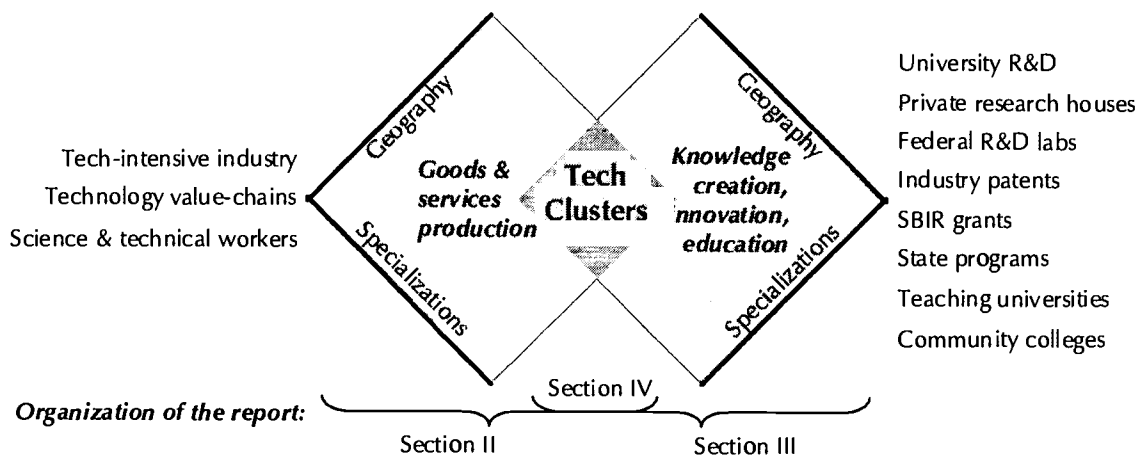 Geography
Specializations
Goods &
services
production
Tech
Clusters
Knowledge
creation,
nnovation,
education
Geography
Specializations
Tech-intensive industry
Technology value-chains
Science & technical workers
University R&D
Private research houses
Federal R&D labs
Industry patents
SBIR grants
State programs
Teaching universities
Community colleges
Organization of the report:
Section IV
Section II
Section III